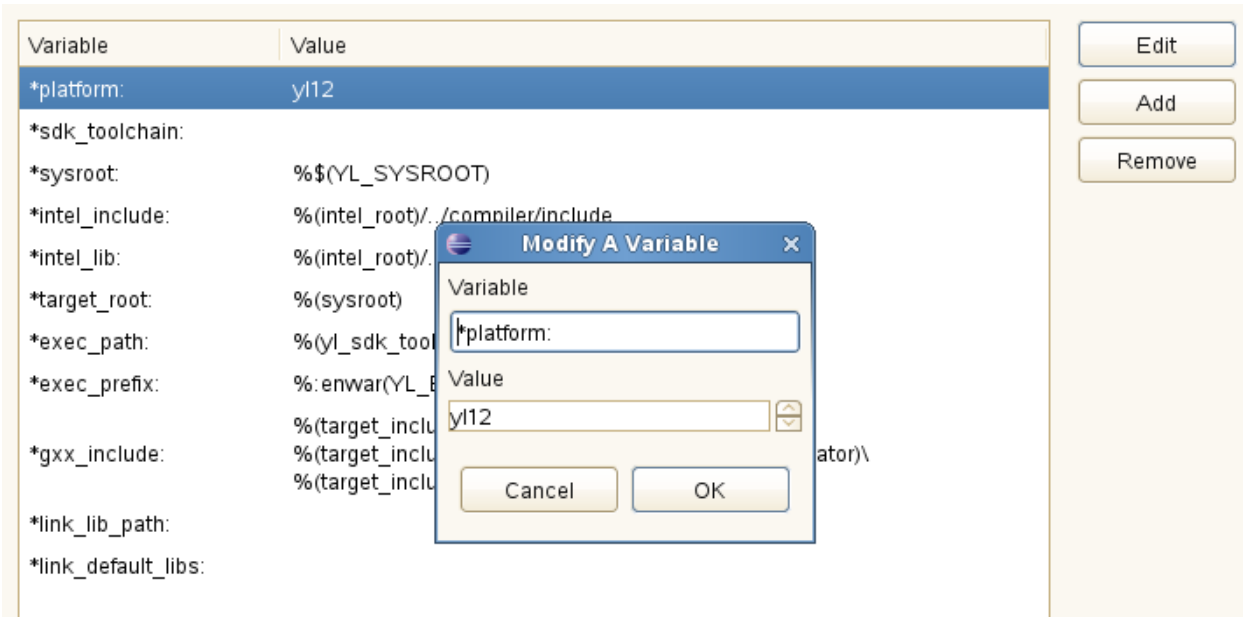 Variable Value Edit
*platform: yl12 Add
*sdk_toolchain:
*sysroot: %$(YL_SYSROOT) Remove
*intel_include: %(intel_root)/../compiler/include
*intel_lib: %(intel_root)/.
*target_root: %(sysroot)
*exec_path: %(yl_sdk_tool
*exec_prefix: %:enwar(YL_E
%(target_inclu
*gxx_include: %(target_inclu ator)\
%(target_inclu
*link_lib_path:
*link_default_libs:
Modify A Variable
Variable
*platform:
Value
yl12
Cancel OK